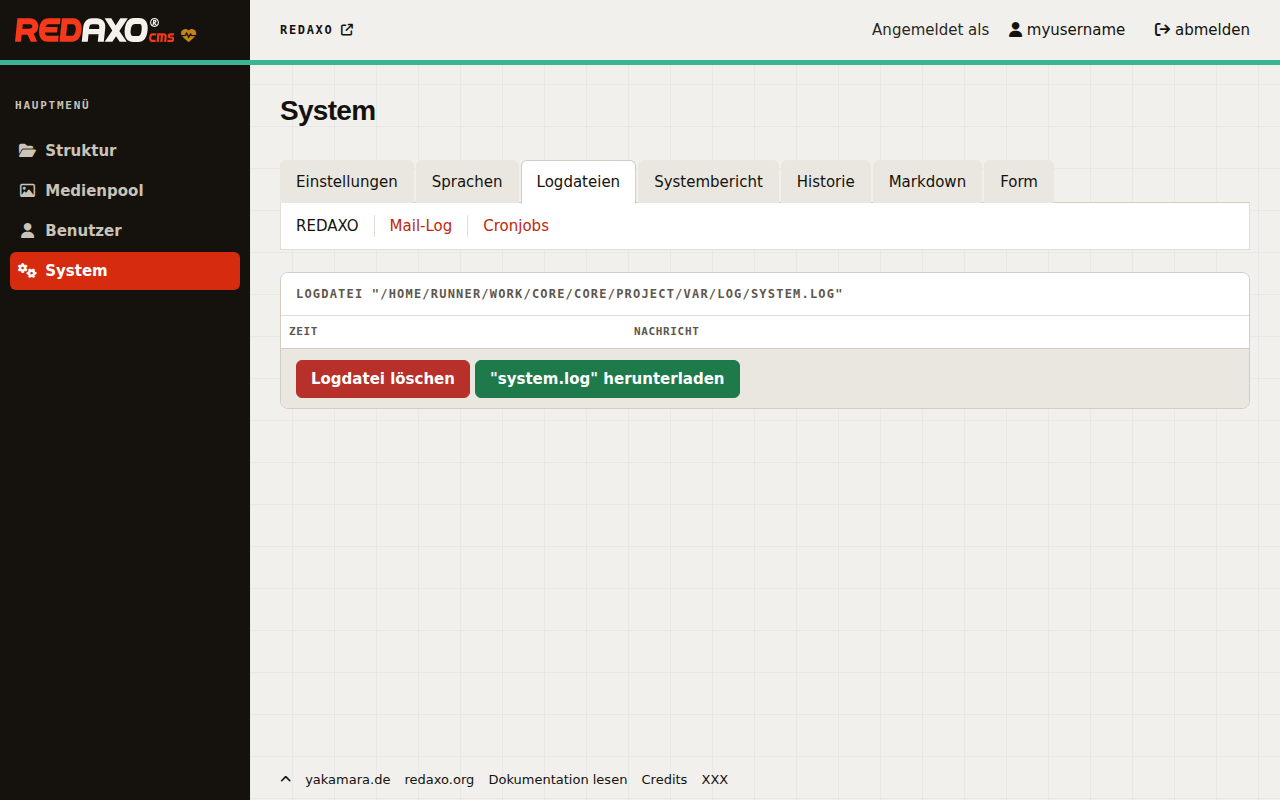 REDAXO® cms
REDAXO
Angemeldet als myusername abmelden
HAUPTMENÜ
Struktur
Medienpool
Benutzer
System
System
Einstellungen Sprachen Logdateien Systembericht Historie Markdown Form
REDAXO Mail-Log Cronjobs
LOGDATEI "/HOME/RUNNER/WORK/CORE/CORE/PROJECT/VAR/LOG/SYSTEM.LOG"
ZEIT NACHRICHT
Logdatei löschen "system.log" herunterladen
yakamara.de redaxo.org Dokumentation lesen Credits XXX